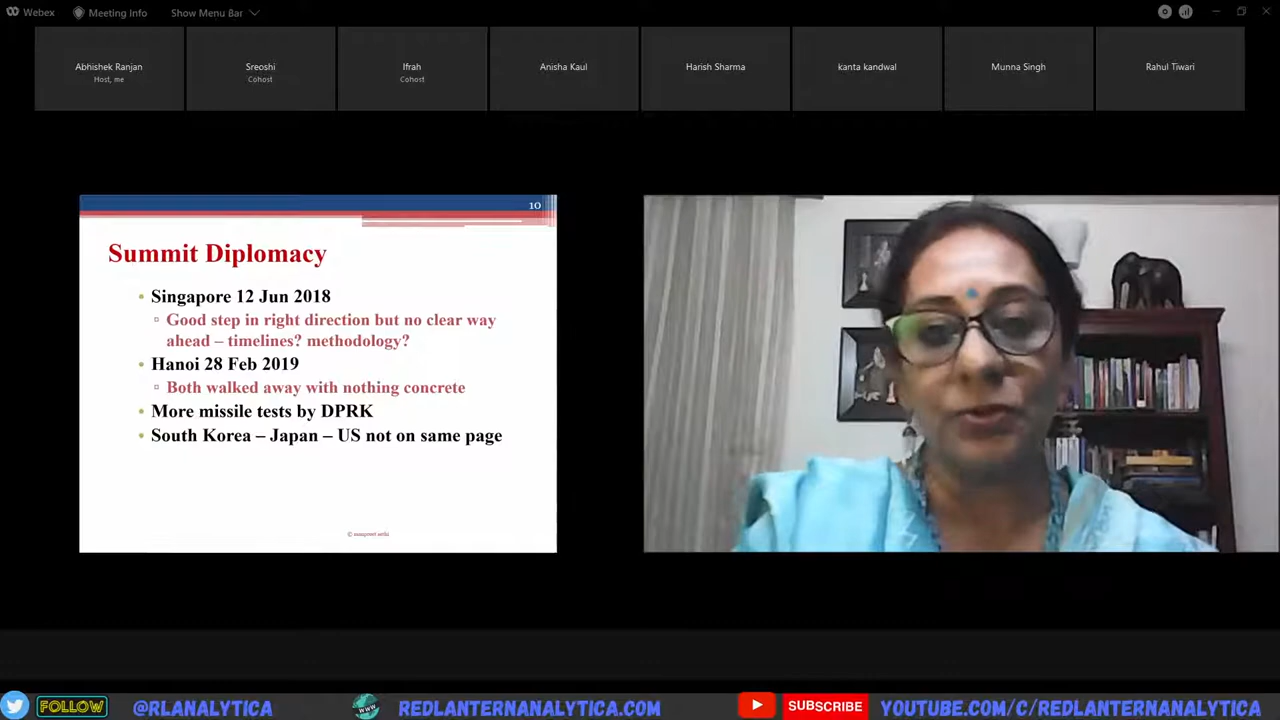 Webex
Meeting Info
Show Menu Bar
Abhishek Ranjan
Host, me
Sreoshi
Cohost
Ifrah
Cohost
Anisha Kaul
Harish Sharma
kanta kandwal
Munna Singh
Rahul Tiwari
10
Summit Diplomacy
• Singapore 12 Jun 2018
Good step in right direction but no clear way
ahead – timelines? methodology?
• Hanoi 28 Feb 2019
Both walked away with nothing concrete
• More missile tests by DPRK
• South Korea – Japan – US not on same page
© manpreet sethi
FOLLOW
@RLANALYTICA
WWW
REDLANTERNANALYTICA.COM
SUBSCRIBE
YOUTUBE.COM/C/REDLANTERNANALYTICA